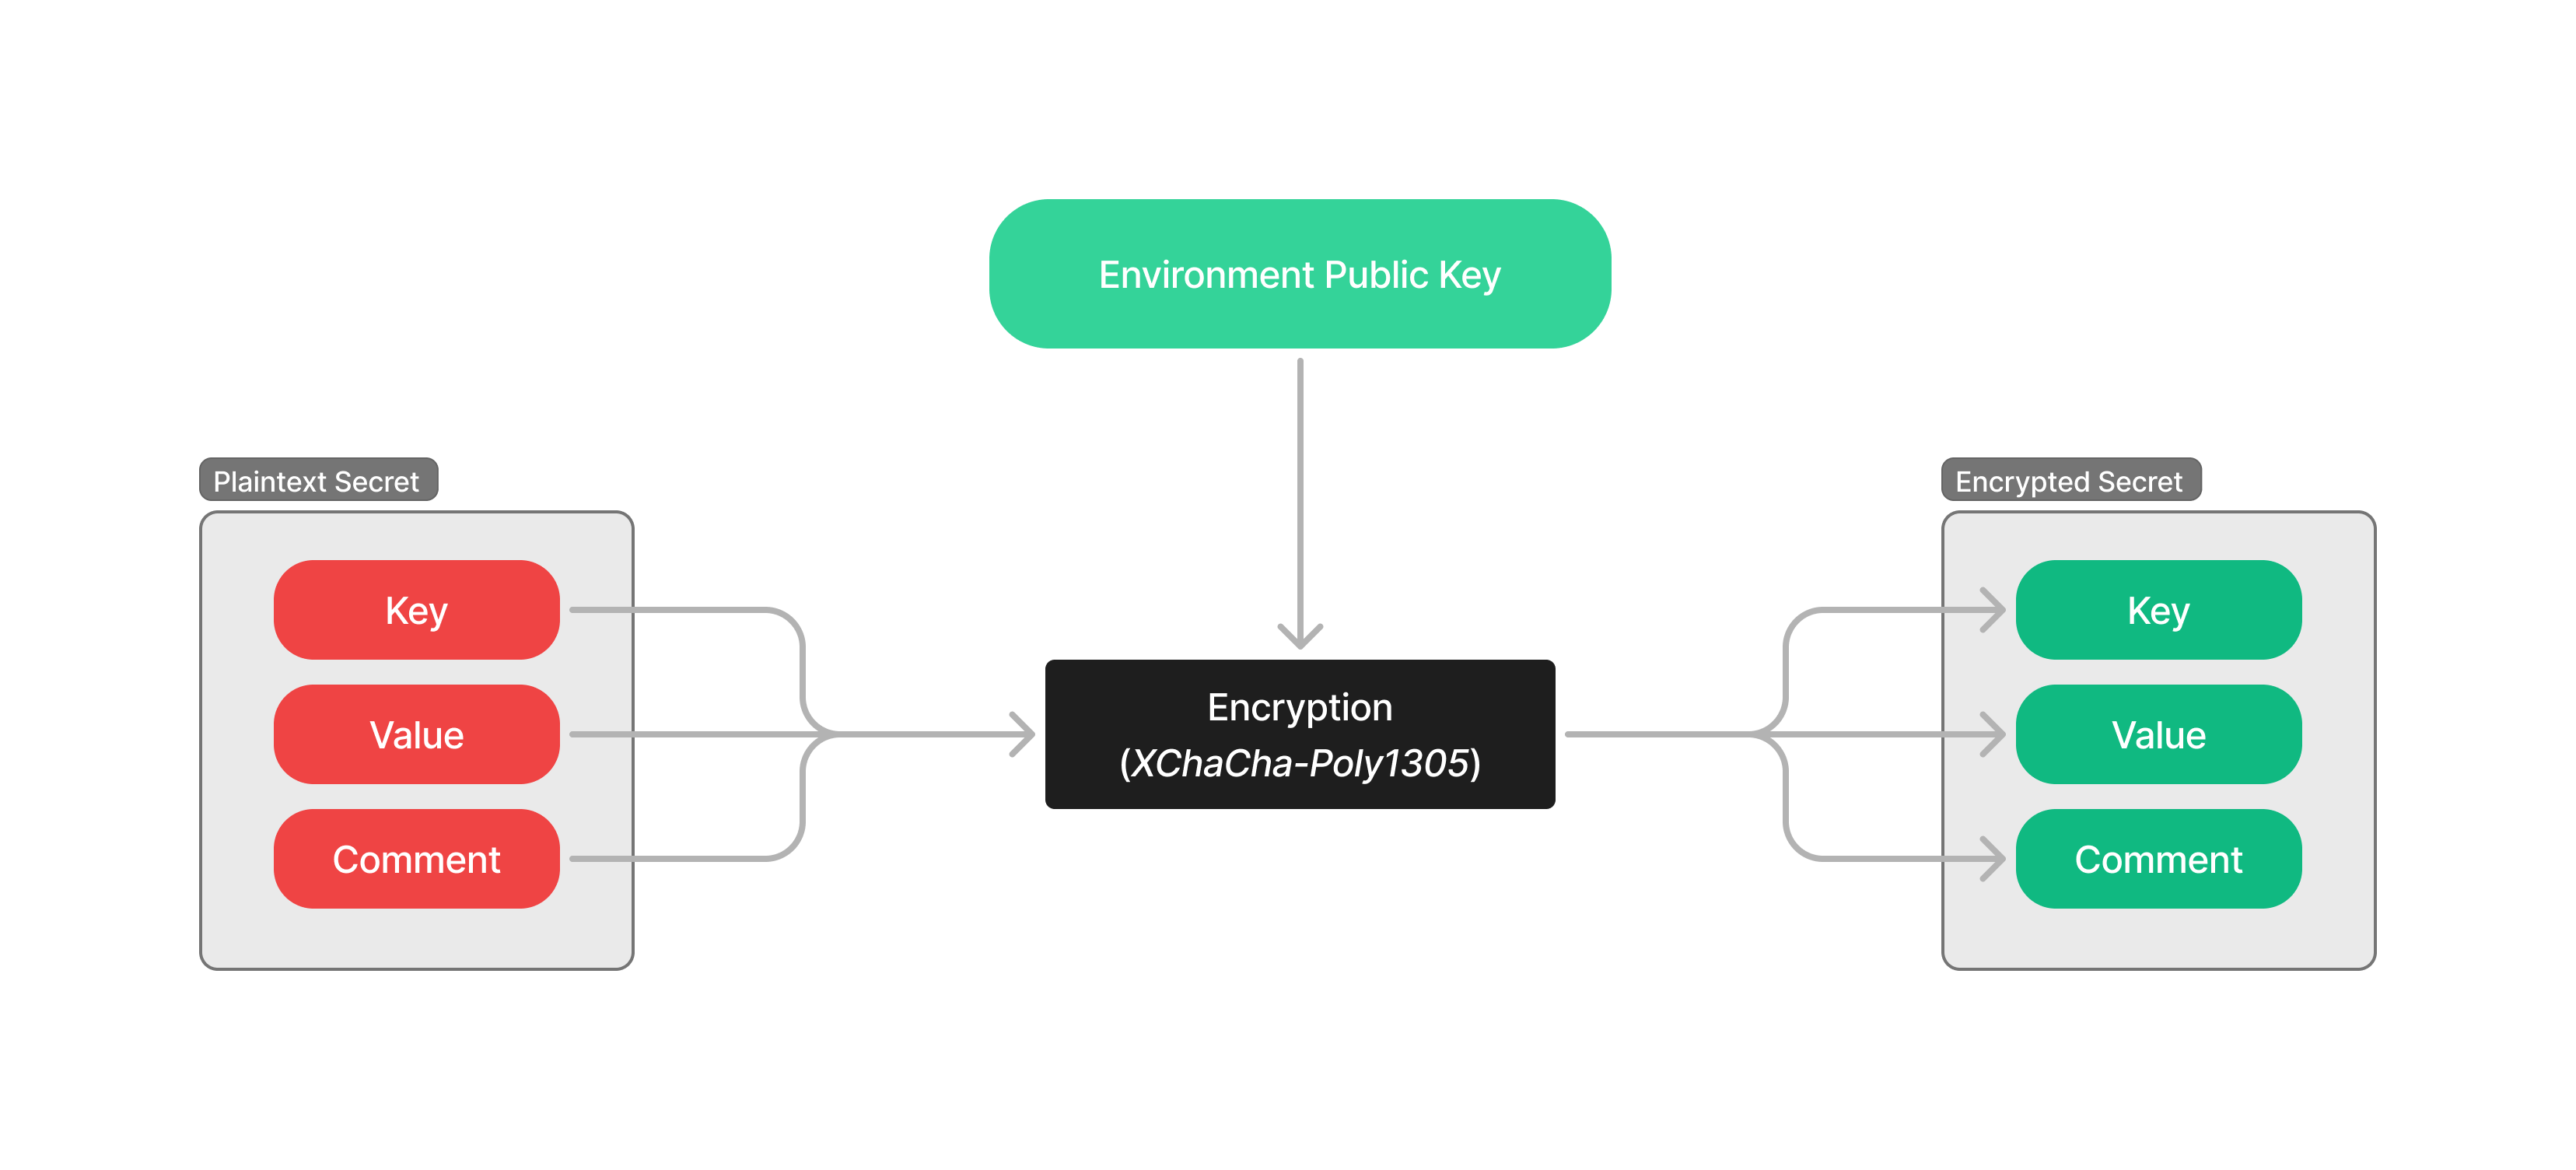 Environment Public Key
Plaintext Secret
Key
Value
Comment
Encryption
(XChaCha-Poly1305)
Encrypted Secret
Key
Value
Comment